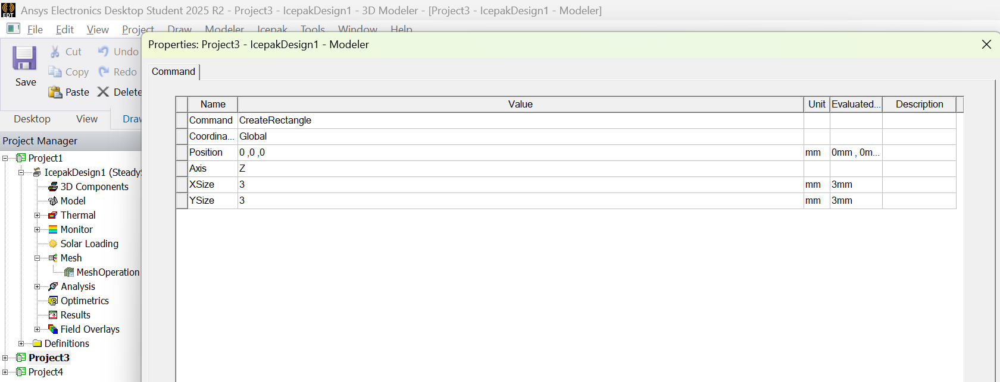 Ansys Electronics Desktop Student 2025 R2 - Project3 - IcepakDesign1 - 3D Modeler - [Project3 - IcepakDesign1 - Modeler]
File Edit View Project Draw Modeler Icepak Tools Window Help
Properties: Project3 - IcepakDesign1 - Modeler
Save
Cut
Undo
Copy
Redo
Paste
Delete
Desktop View Draw
Command
Name Value Unit Evaluated... Description
Command CreateRectangle
Coordina... Global
Position 0 ,0 ,0 mm 0mm , 0m...
Axis Z
XSize 3 mm 3mm
YSize 3 mm 3mm
Project Manager
Project1
IcepakDesign1 (SteadyS
3D Components
Model
Thermal
Monitor
Solar Loading
Mesh
MeshOperation
Analysis
Optimetrics
Results
Field Overlays
Definitions
Project3
Project4
EDT